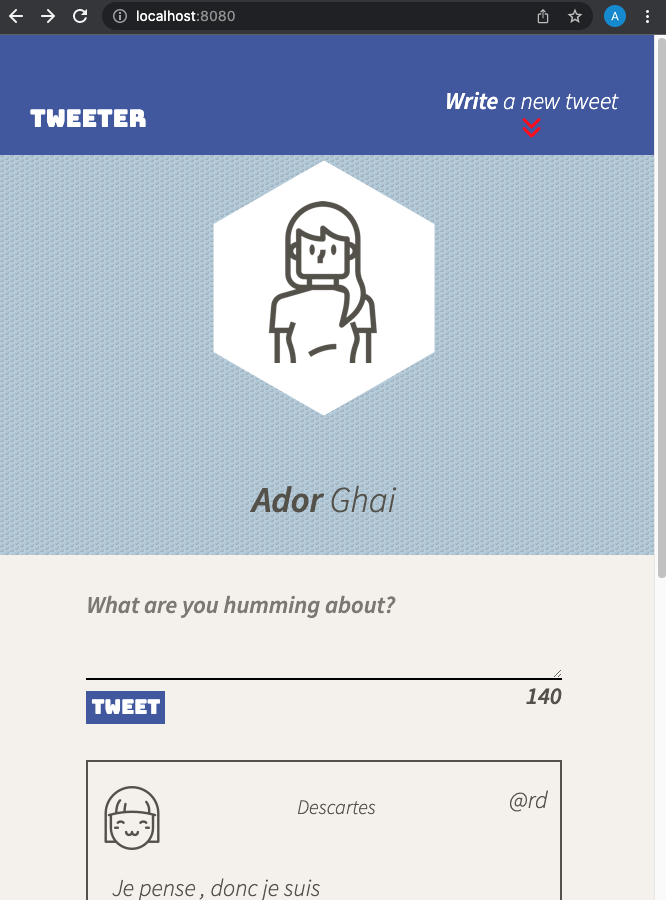 localhost:8080
A
Write a new tweet
TWEETER
Ador Ghai
What are you humming about?
TWEET
140
Descartes
@rd
Je pense , donc je suis